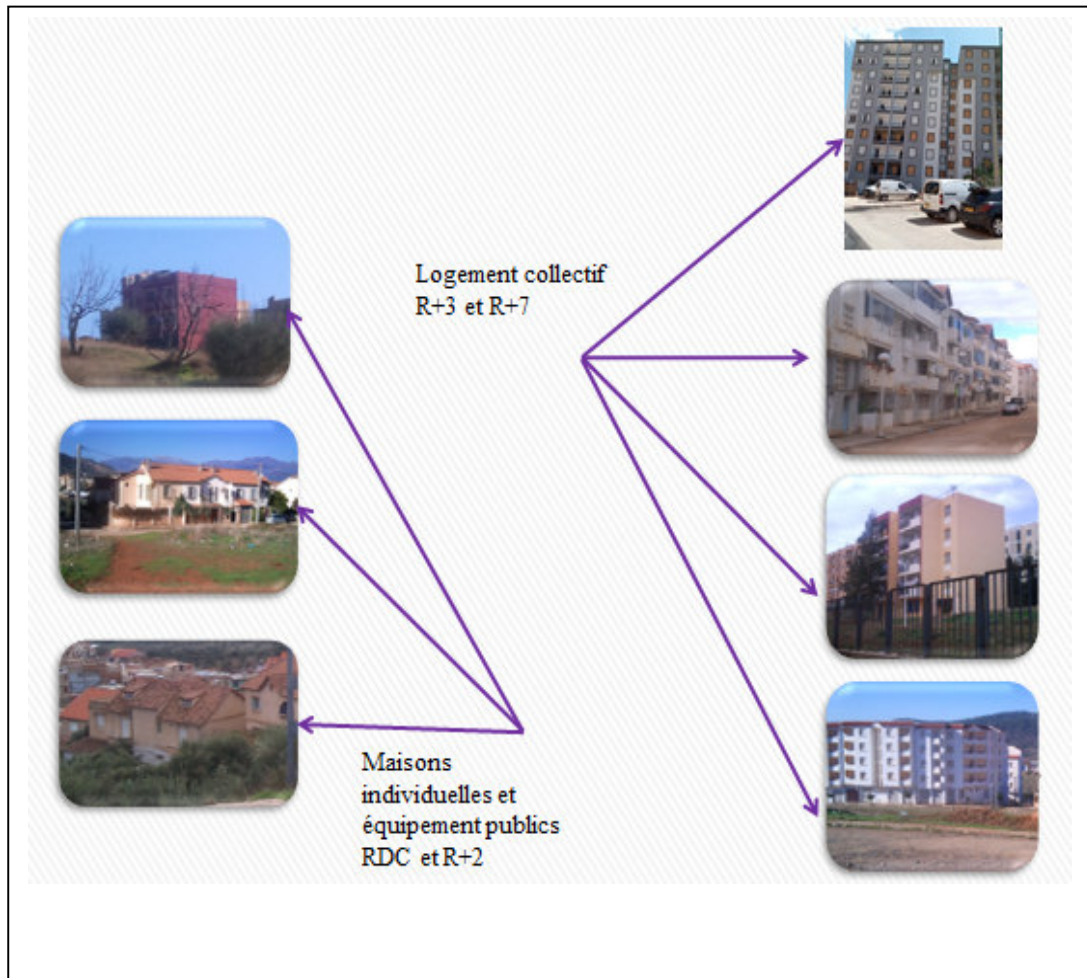 Logement collectif
R+3 et R+7
Maisons
individuelles et
équipement publics
RDC et R+2